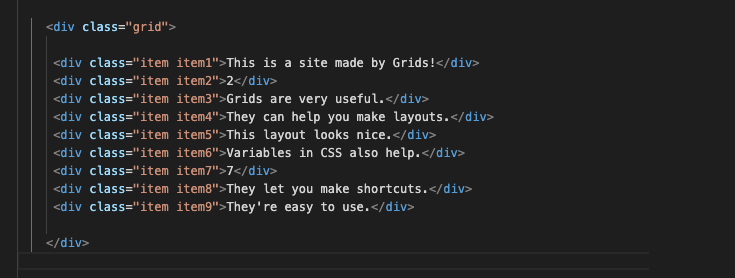 <div class="grid">
<div class="item item1">This is a site made by Grids!</div>
<div class="item item2">2</div>
<div class="item item3">Grids are very useful.</div>
<div class="item item4">They can help you make layouts.</div>
<div class="item item5">This layout looks nice.</div>
<div class="item item6">Variables in CSS also help.</div>
<div class="item item7">7</div>
<div class="item item8">They let you make shortcuts.</div>
<div class="item item9">They're easy to use.</div>
</div>